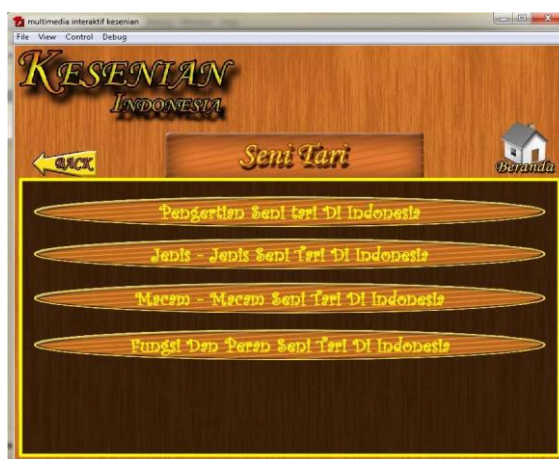 multimedia interaktif kesenian
File View Control Debug
KESENIAN
INDONESIA
BACK
Seni Tari
Beranda
Pengertian Seni tari Di Indonesia
Jenis - Jenis Seni Tari Di Indonesia
Macam - Macam Seni Tari Di Indonesia
Fungsi Dan Peran Seni Tari Di Indonesia